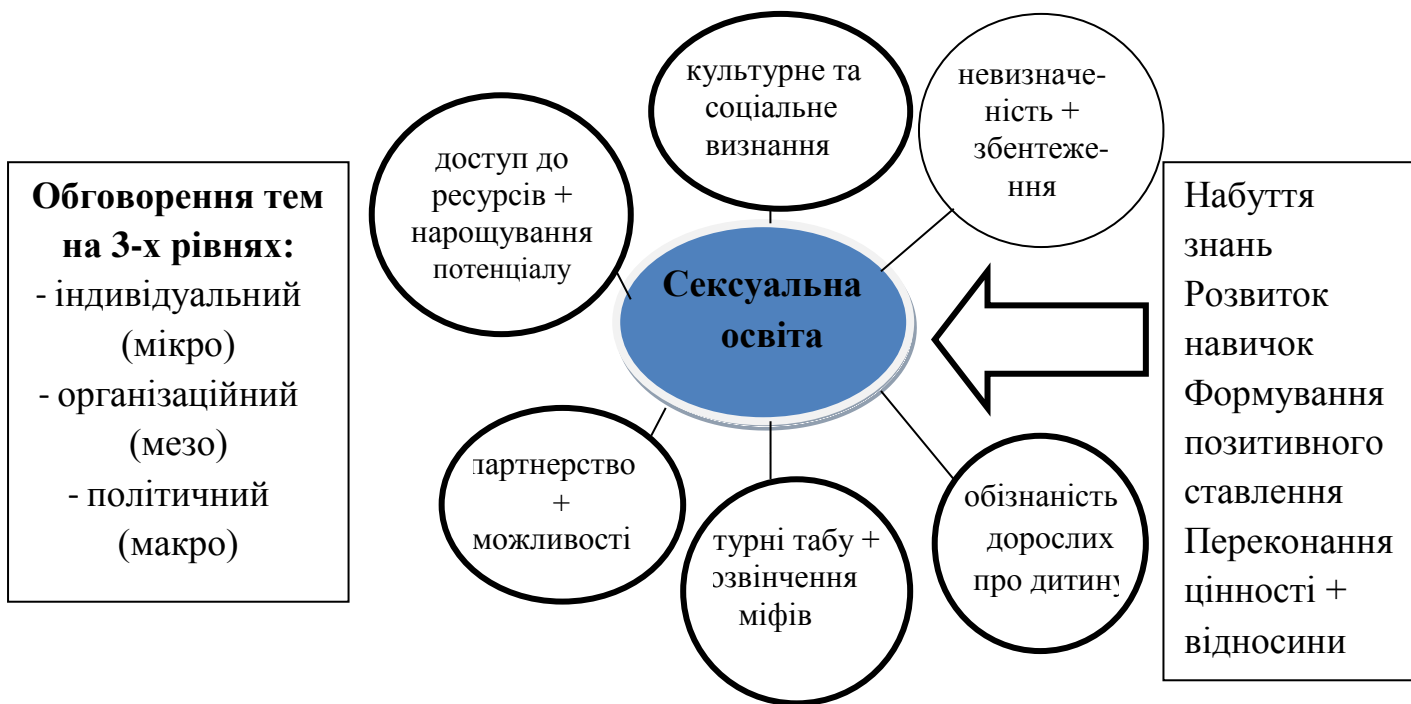 Обговорення тем
на 3-х рівнях:
- індивідуальний
(мікро)
- організаційний
(мезо)
- політичний
(макро)
доступ до
ресурсів +
нарощування
потенціалу
культурне та
соціальне
визнання
невизначе-
ність +
збентеже-
ння
Сексуальна
освіта
партнерство
+
можливості
турні табу +
озвінчення
міфів
обізнаність
дорослих
про дитину
Набуття
знань
Розвиток
навичок
Формування
позитивного
ставлення
Переконання
цінності +
відносини